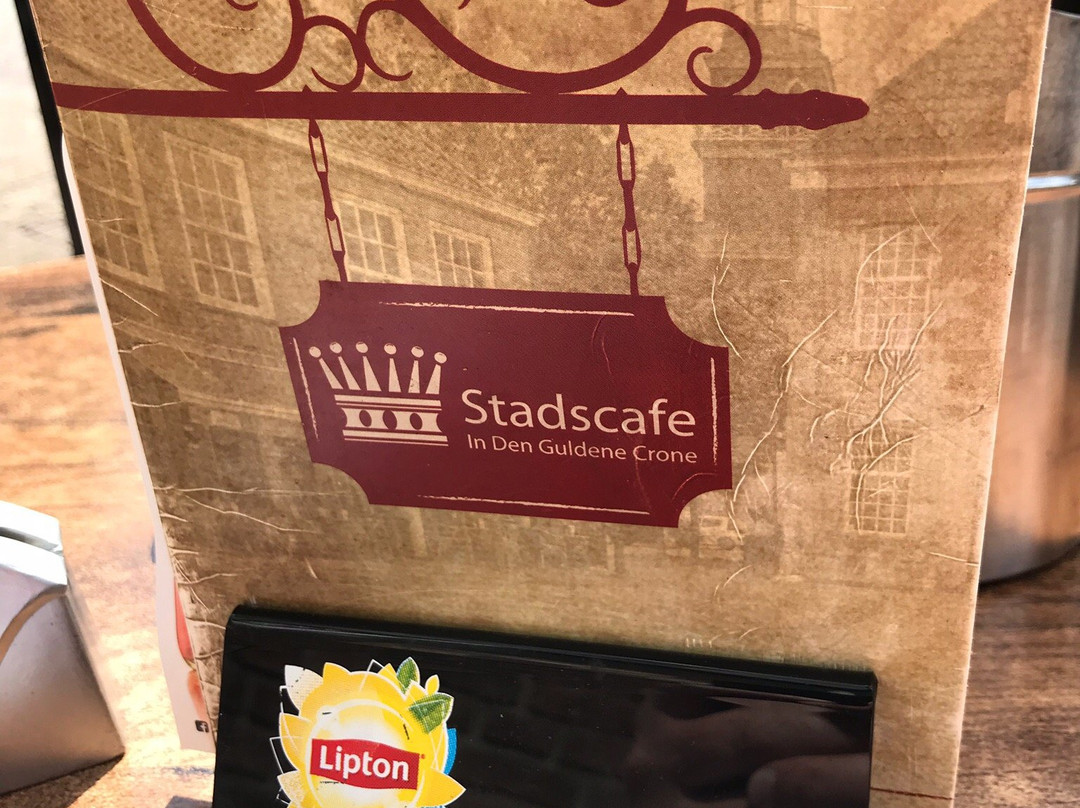 Stadscafe
In Den Guldene Crone
Lipton